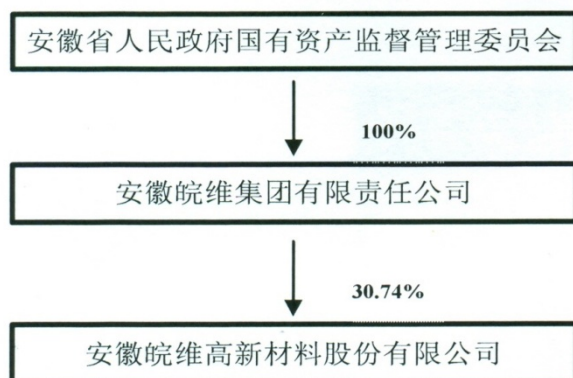 安徽省人民政府国有资产监督管理委员会
100%
安徽皖维集团有限责任公司
30.74%
安徽皖维高新材料股份有限公司